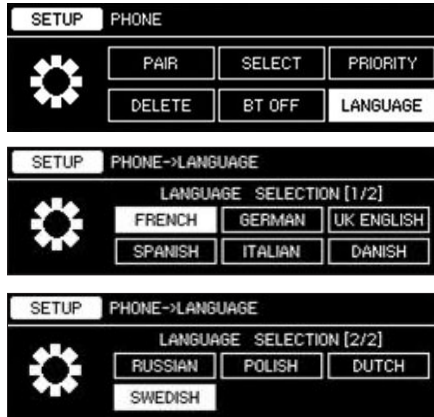 SETUP PHONE
PAIR SELECT PRIORITY
DELETE BT OFF LANGUAGE
SETUP PHONE->LANGUAGE
LANGUAGE SELECTION [1/2]
FRENCH GERMAN UK ENGLISH
SPANISH ITALIAN DANISH
SETUP PHONE->LANGUAGE
LANGUAGE SELECTION [2/2]
RUSSIAN POLISH DUTCH
SWEDISH